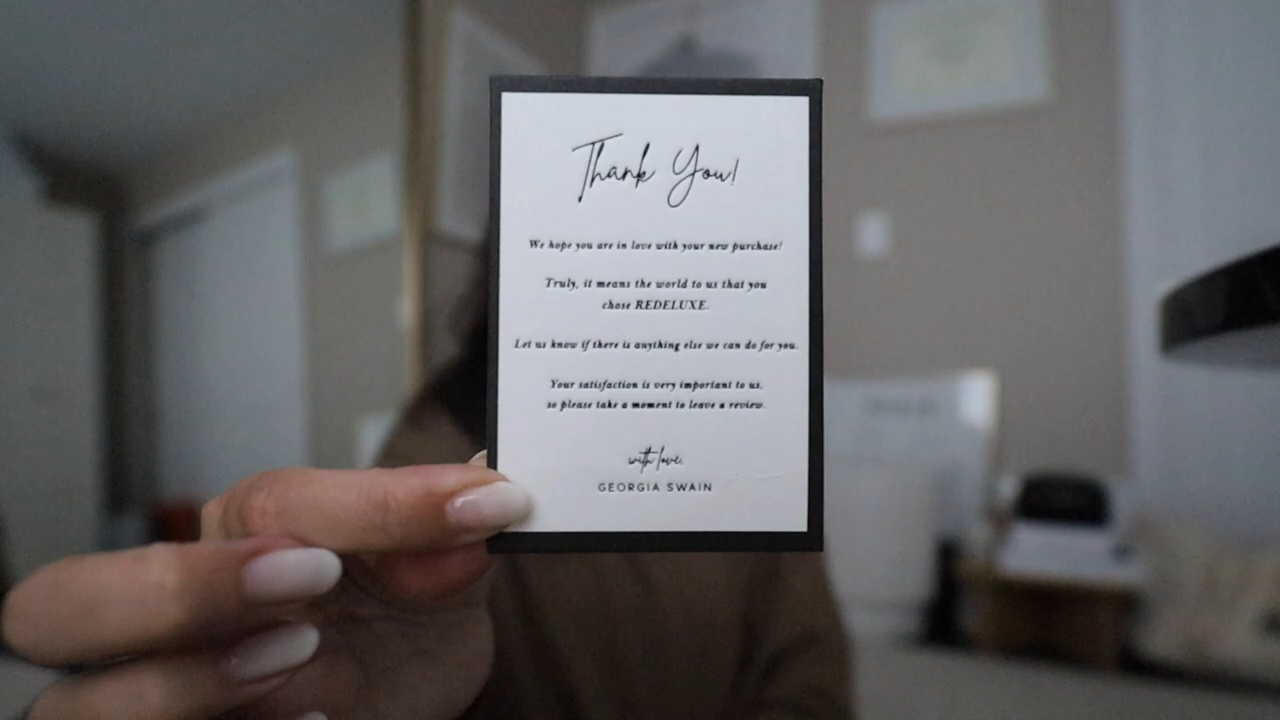 Thank You!
We hope you are in love with your new purchase!
Truly, it means the world to us that you
chose REDELUXE.
Let us know if there is anything else we can do for you.
Your satisfaction is very important to us,
so please take a moment to leave a review.
with love,
GEORGIA SWAIN